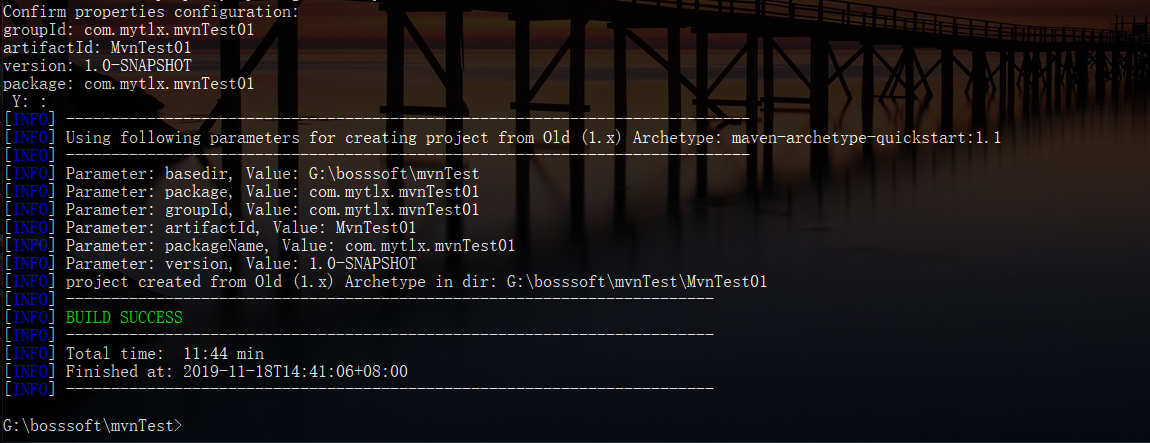 Confirm properties configuration:
groupId: com.mytlx.mvnTest01
artifactId: MvnTest01
version: 1.0-SNAPSHOT
package: com.mytlx.mvnTest01
 Y: :
[INFO] ----------------------------------------------------------------------------
[INFO] Using following parameters for creating project from Old (1.x) Archetype: maven-archetype-quickstart:1.1
[INFO] ----------------------------------------------------------------------------
[INFO] Parameter: basedir, Value: G:\bosssoft\mvnTest
[INFO] Parameter: package, Value: com.mytlx.mvnTest01
[INFO] Parameter: groupId, Value: com.mytlx.mvnTest01
[INFO] Parameter: artifactId, Value: MvnTest01
[INFO] Parameter: packageName, Value: com.mytlx.mvnTest01
[INFO] Parameter: version, Value: 1.0-SNAPSHOT
[INFO] project created from Old (1.x) Archetype in dir: G:\bosssoft\mvnTest\MvnTest01
[INFO] ------------------------------------------------------------------------
[INFO] BUILD SUCCESS
[INFO] ------------------------------------------------------------------------
[INFO] Total time:  11:44 min
[INFO] Finished at: 2019-11-18T14:41:06+08:00
[INFO] ------------------------------------------------------------------------
G:\bosssoft\mvnTest>